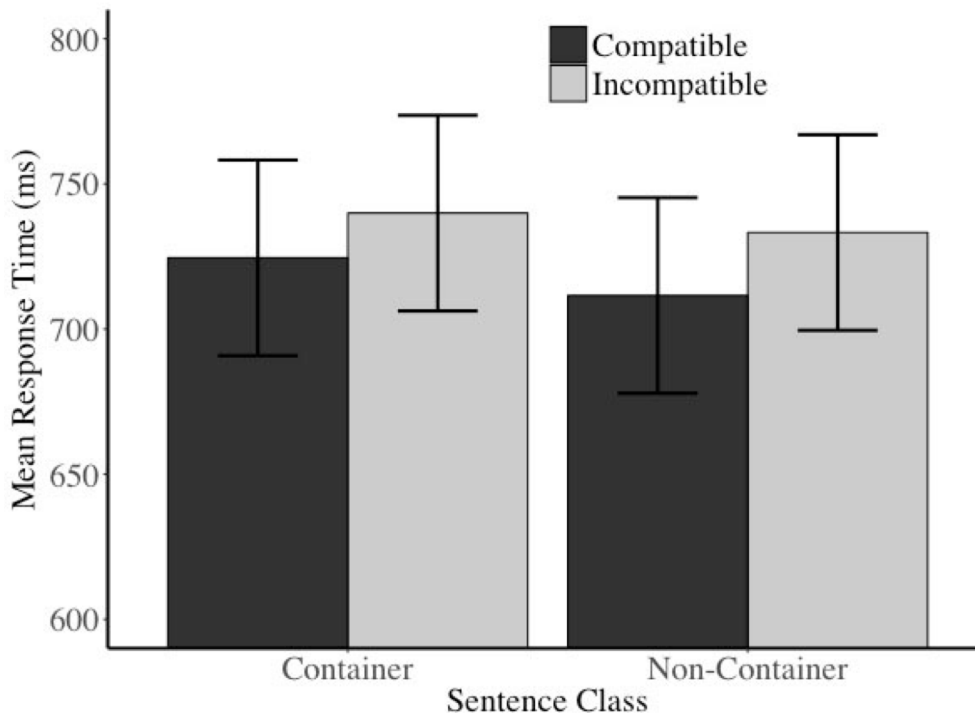 Compatible
Incompatible
Mean Response Time (ms)
800
750
700
650
600
Container Non-Container
Sentence Class